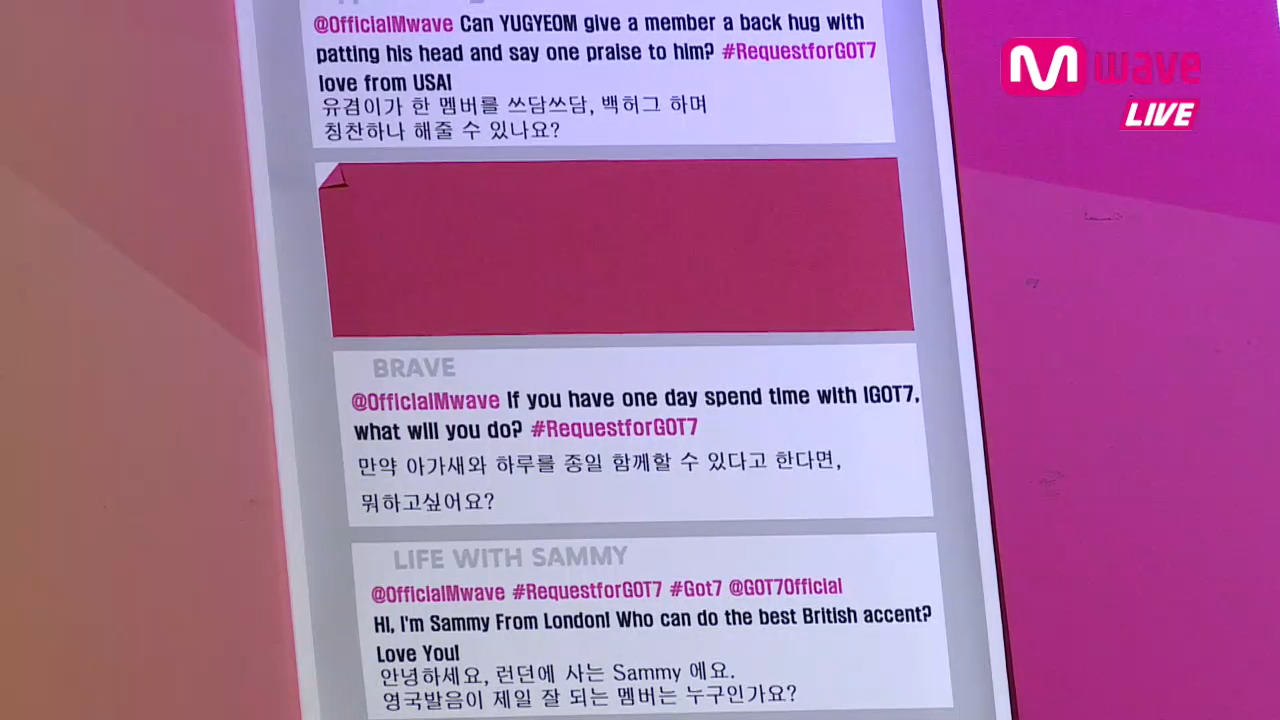 @OfficialMwave Can YUGYEOM give a member a back hug with
patting his head and say one praise to him? #RequestforGOT7
love from USA!
유겸이가 한 멤버를 쓰담쓰담, 백허그 하며
칭찬하나 해줄 수 있나요?
BRAVE
@OfficialMwave If you have one day spend time with IGOT7,
what will you do? #RequestforGOT7
만약 아가새와 하루를 종일 함께할 수 있다고 한다면,
뭐하고싶어요?
LIFE WITH SAMMY
@OfficialMwave #RequestforGOT7 #Got7 @GOT7Official
Hi, I'm Sammy From London! Who can do the best British accent?
Love You!
안녕하세요, 런던에 사는 Sammy 에요.
영국발음이 제일 잘 되는 멤버는 누구인가요?
M wave
LIVE